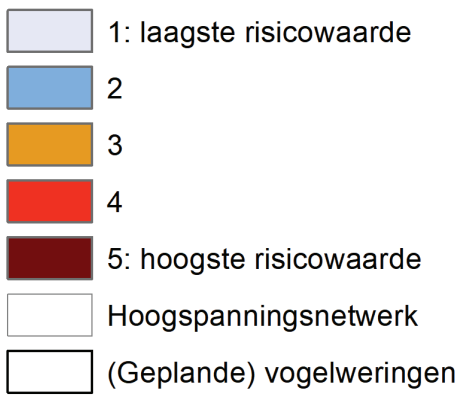 1: laagste risicowaarde
2
3
4
5: hoogste risicowaarde
Hoogspanningsnetwerk
(Geplande) vogelweringen